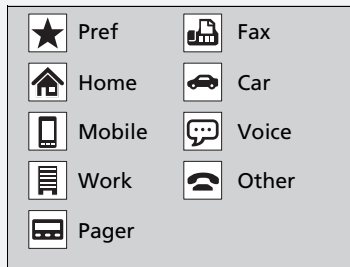 Pref Fax
Home Car
Mobile Voice
Work Other
Pager